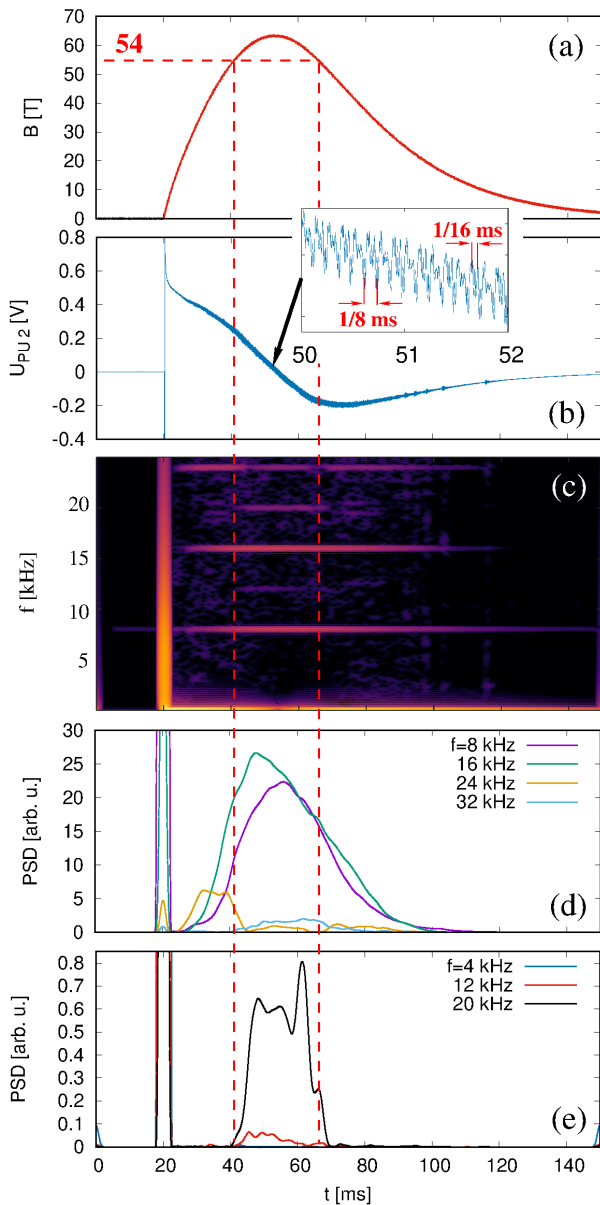 70
60
50
40
30
20
10
0
B [T]
54
(a)
0.8
0.4
0
-0.2
-0.4
U_PU 2 [V]
1/16 ms
1/8 ms
50 51 52
(b)
20
15
10
5
f [kHz]
(c)
30
25
20
15
10
5
0
PSD [arb. u.]
f=8 kHz
16 kHz
24 kHz
32 kHz
(d)
0.8
0.7
0.6
0.5
0.4
0.3
0.2
0.1
0
PSD [arb. u.]
f=4 kHz
12 kHz
20 kHz
(e)
0 20 40 60 80 100 120 140
t [ms]